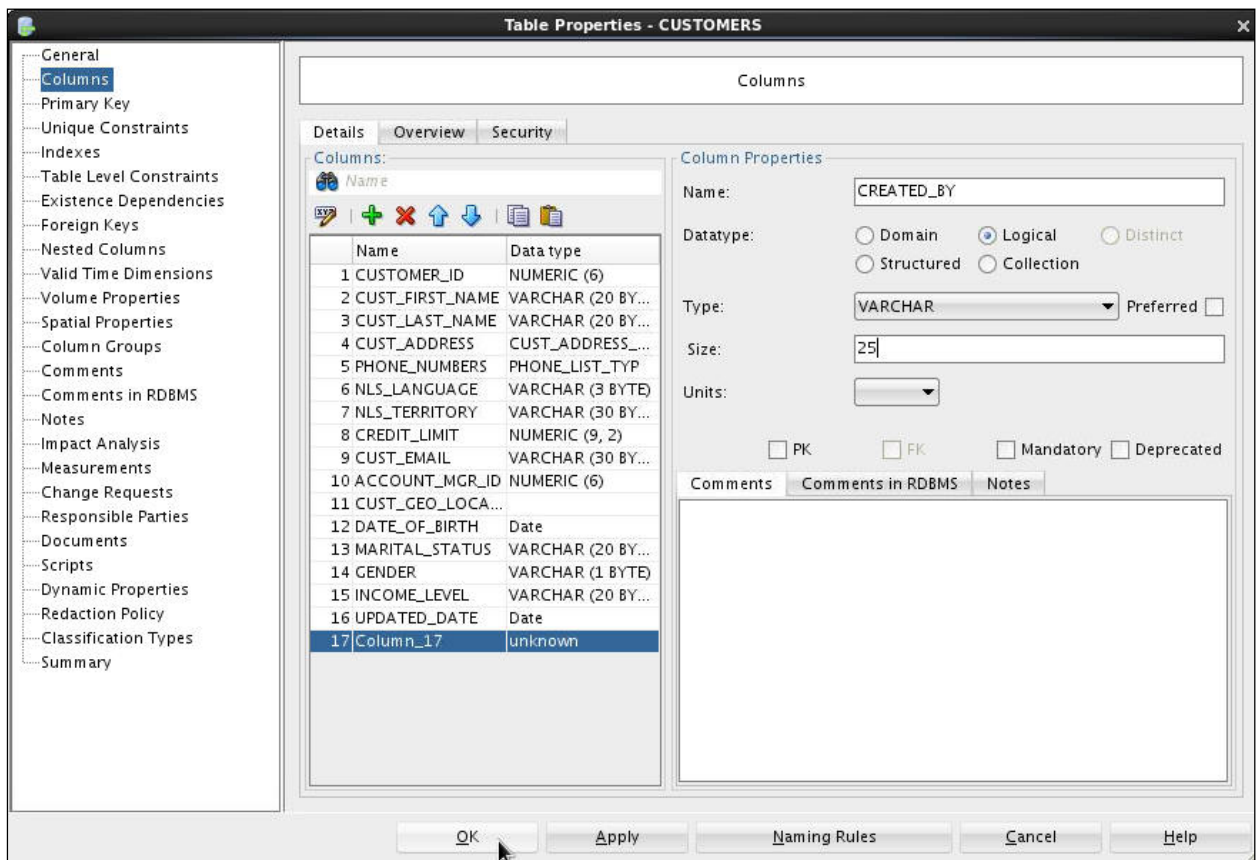 Table Properties - CUSTOMERS
General
Columns
Primary Key
Unique Constraints
Indexes
Table Level Constraints
Existence Dependencies
Foreign Keys
Nested Columns
Valid Time Dimensions
Volume Properties
Spatial Properties
Column Groups
Comments
Comments in RDBMS
Notes
Impact Analysis
Measurements
Change Requests
Responsible Parties
Documents
Scripts
Dynamic Properties
Redaction Policy
Classification Types
Summary
Columns
Details Overview Security
Columns:
Name
XYZ
Name Data type
1 CUSTOMER_ID NUMERIC (6)
2 CUST_FIRST_NAME VARCHAR (20 BY...
3 CUST_LAST_NAME VARCHAR (20 BY...
4 CUST_ADDRESS CUST_ADDRESS_...
5 PHONE_NUMBERS PHONE_LIST_TYP
6 NLS_LANGUAGE VARCHAR (3 BYTE)
7 NLS_TERRITORY VARCHAR (30 BY...
8 CREDIT_LIMIT NUMERIC (9, 2)
9 CUST_EMAIL VARCHAR (30 BY...
10 ACCOUNT_MGR_ID NUMERIC (6)
11 CUST_GEO_LOCA...
12 DATE_OF_BIRTH Date
13 MARITAL_STATUS VARCHAR (20 BY...
14 GENDER VARCHAR (1 BYTE)
15 INCOME_LEVEL VARCHAR (20 BY...
16 UPDATED_DATE Date
17 Column_17 unknown
Column Properties
Name: CREATED_BY
Datatype: Domain Logical Distinct
Structured Collection
Type: VARCHAR Preferred
Size: 25
Units:
PK FK Mandatory Deprecated
Comments Comments in RDBMS Notes
OK Apply Naming Rules Cancel Help